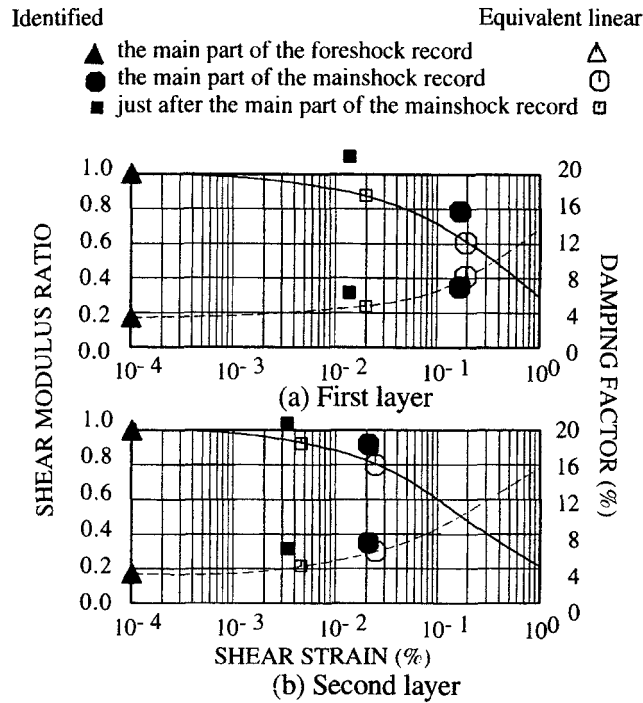 Identified Equivalent linear
the main part of the foreshock record
the main part of the mainshock record
just after the main part of the mainshock record
SHEAR MODULUS RATIO
DAMPING FACTOR (%)
1.0 20
0.8 16
0.6 12
0.4 8
0.2 4
0.0 0
10⁻⁴ 10⁻³ 10⁻² 10⁻¹ 10⁰
(a) First layer
1.0 20
0.8 16
0.6 12
0.4 8
0.2 4
0.0 0
10⁻⁴ 10⁻³ 10⁻² 10⁻¹ 10⁰
SHEAR STRAIN (%)
(b) Second layer